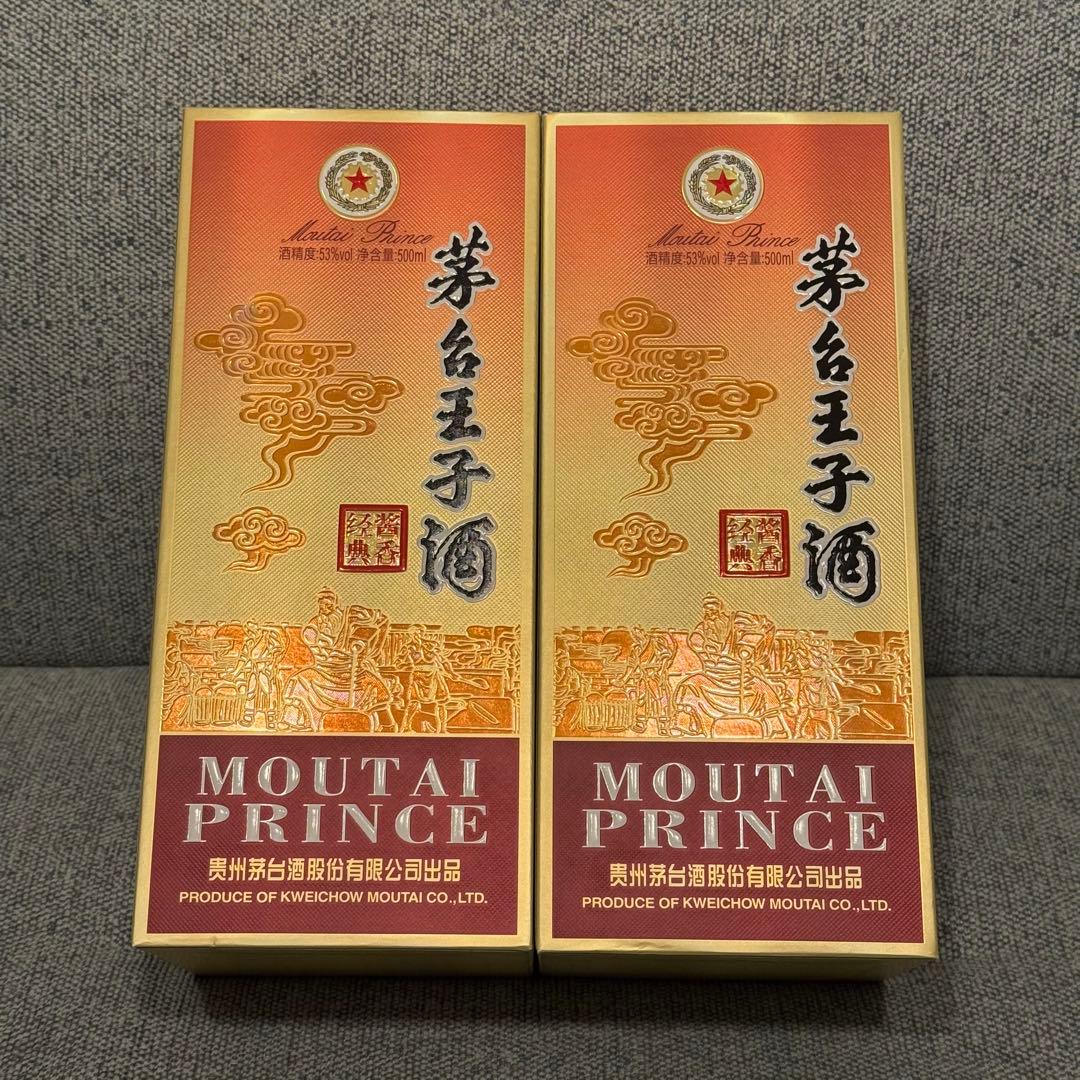 Moutai Prince
酒精度:53%vol 净含量:500ml
茅台王子酒
酱香
经典
MOUTAI
PRINCE
贵州茅台酒股份有限公司出品
PRODUCE OF KWEICHOW MOUTAI CO.,LTD.
Moutai Prince
酒精度:53%vol 净含量:500ml
茅台王子酒
酱香
经典
MOUTAI
PRINCE
贵州茅台酒股份有限公司出品
PRODUCE OF KWEICHOW MOUTAI CO.,LTD.